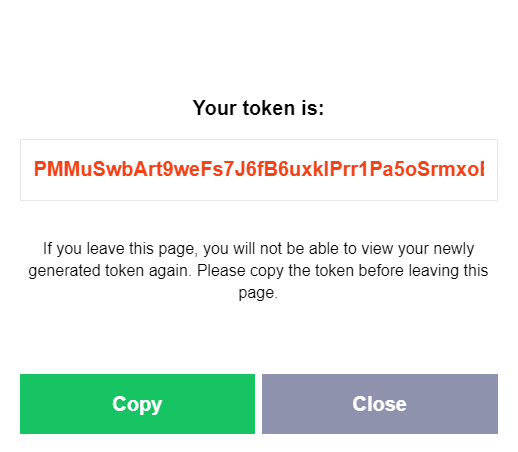 Your token is:
PMMuSwbArt9weFs7J6fB6uxklPrr1Pa5oSrmxoE
If you leave this page, you will not be able to view your newly
generated token again. Please copy the token before leaving this
page.
Copy
Close